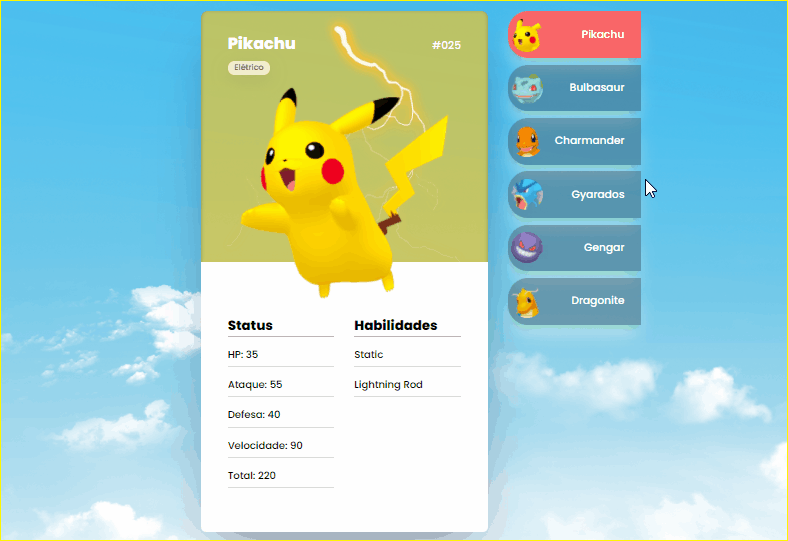 Pikachu
#025
Elétrico
Status
HP: 35
Ataque: 55
Defesa: 40
Velocidade: 90
Total: 220
Habilidades
Static
Lightning Rod
Pikachu
Bulbasaur
Charmander
Gyarados
Gengar
Dragonite